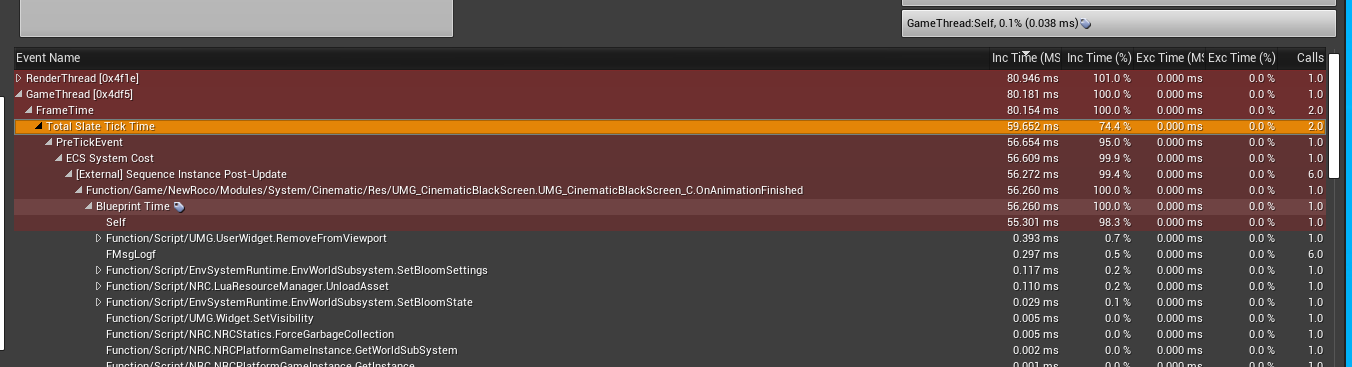 GameThread:Self, 0.1% (0.038 ms)
Event Name Inc Time (MS Inc Time (%) Exc Time (MS Exc Time (%) Calls
RenderThread [0x4f1e] 80.946 ms 101.0 % 0.000 ms 0.0 % 1.0
GameThread [0x4df5] 80.181 ms 100.0 % 0.000 ms 0.0 % 1.0
FrameTime 80.154 ms 100.0 % 0.000 ms 0.0 % 2.0
Total Slate Tick Time 59.652 ms 74.4 % 0.000 ms 0.0 % 2.0
PreTickEvent 56.654 ms 95.0 % 0.000 ms 0.0 % 1.0
ECS System Cost 56.609 ms 99.9 % 0.000 ms 0.0 % 1.0
[External] Sequence Instance Post-Update 56.272 ms 99.4 % 0.000 ms 0.0 % 6.0
Function/Game/NewRoco/Modules/System/Cinematic/Res/UMG_CinematicBlackScreen.UMG_CinematicBlackScreen_C.OnAnimationFinished 56.260 ms 100.0 % 0.000 ms 0.0 % 1.0
Blueprint Time 56.260 ms 100.0 % 0.000 ms 0.0 % 1.0
Self 55.301 ms 98.3 % 0.000 ms 0.0 % 1.0
Function/Script/UMG.UserWidget.RemoveFromViewport 0.393 ms 0.7 % 0.000 ms 0.0 % 1.0
FMsgLogf 0.297 ms 0.5 % 0.000 ms 0.0 % 6.0
Function/Script/EnvSystemRuntime.EnvWorldSubsystem.SetBloomSettings 0.117 ms 0.2 % 0.000 ms 0.0 % 1.0
Function/Script/NRC.LuaResourceManager.UnloadAsset 0.110 ms 0.2 % 0.000 ms 0.0 % 1.0
Function/Script/EnvSystemRuntime.EnvWorldSubsystem.SetBloomState 0.029 ms 0.1 % 0.000 ms 0.0 % 1.0
Function/Script/UMG.Widget.SetVisibility 0.005 ms 0.0 % 0.000 ms 0.0 % 1.0
Function/Script/NRC.NRCStatics.ForceGarbageCollection 0.005 ms 0.0 % 0.000 ms 0.0 % 1.0
Function/Script/NRC.NRCPlatformGameInstance.GetWorldSubSystem 0.002 ms 0.0 % 0.000 ms 0.0 % 1.0
Function/Script/NRC.NRCPlatformGameInstance.GetInstance 0.001 ms 0.0 % 0.000 ms 0.0 % 1.0